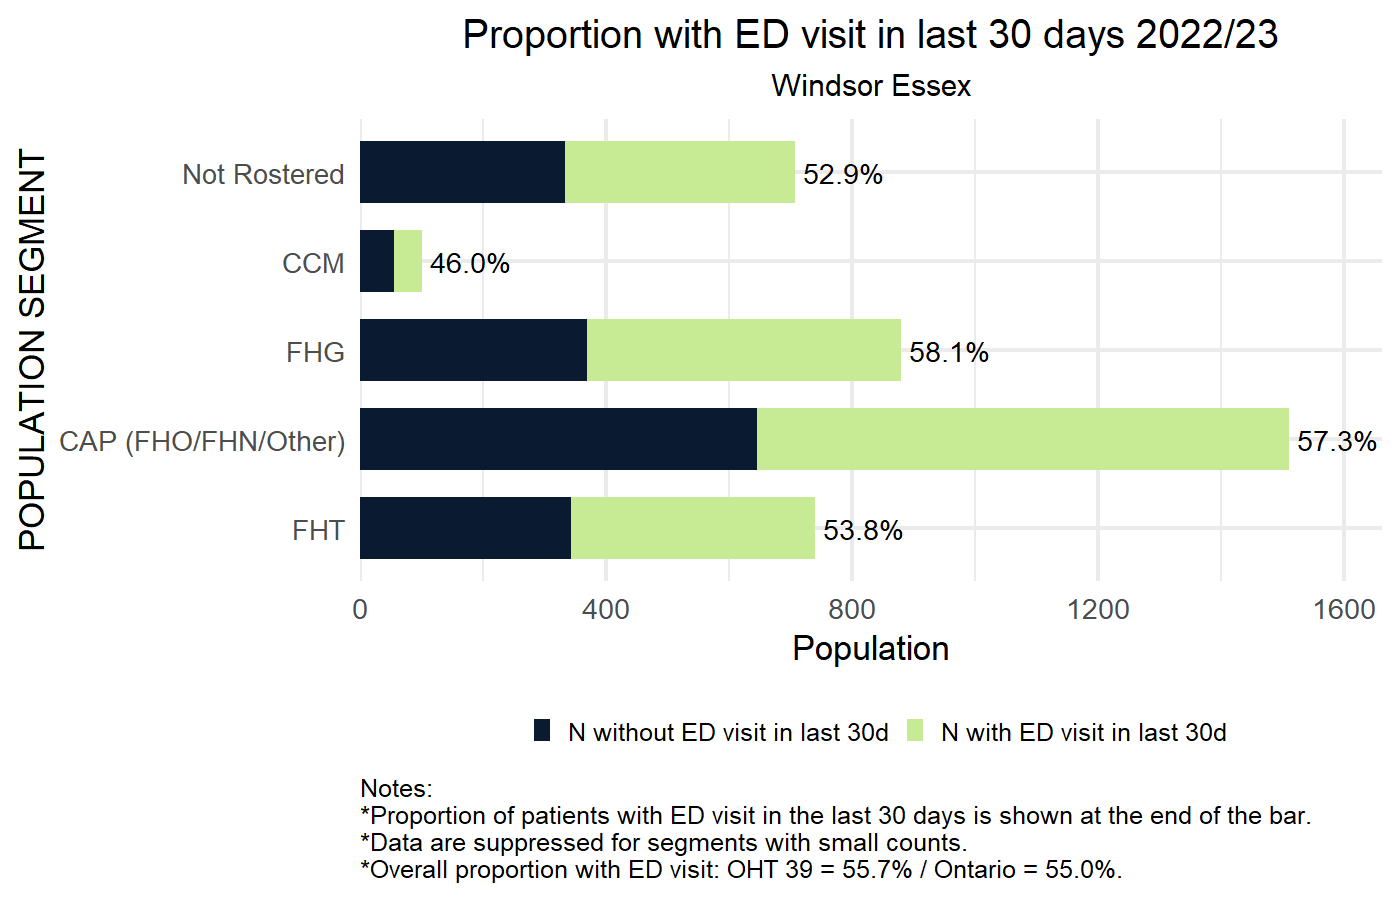 Proportion with ED visit in last 30 days 2022/23
Windsor Essex
POPULATION SEGMENT
Not Rostered
52.9%
CCM
46.0%
FHG
58.1%
CAP (FHO/FHN/Other)
57.3%
FHT
53.8%
0 400 800 1200 1600
Population
N without ED visit in last 30d N with ED visit in last 30d
Notes:
*Proportion of patients with ED visit in the last 30 days is shown at the end of the bar.
*Data are suppressed for segments with small counts.
*Overall proportion with ED visit: OHT 39 = 55.7% / Ontario = 55.0%.